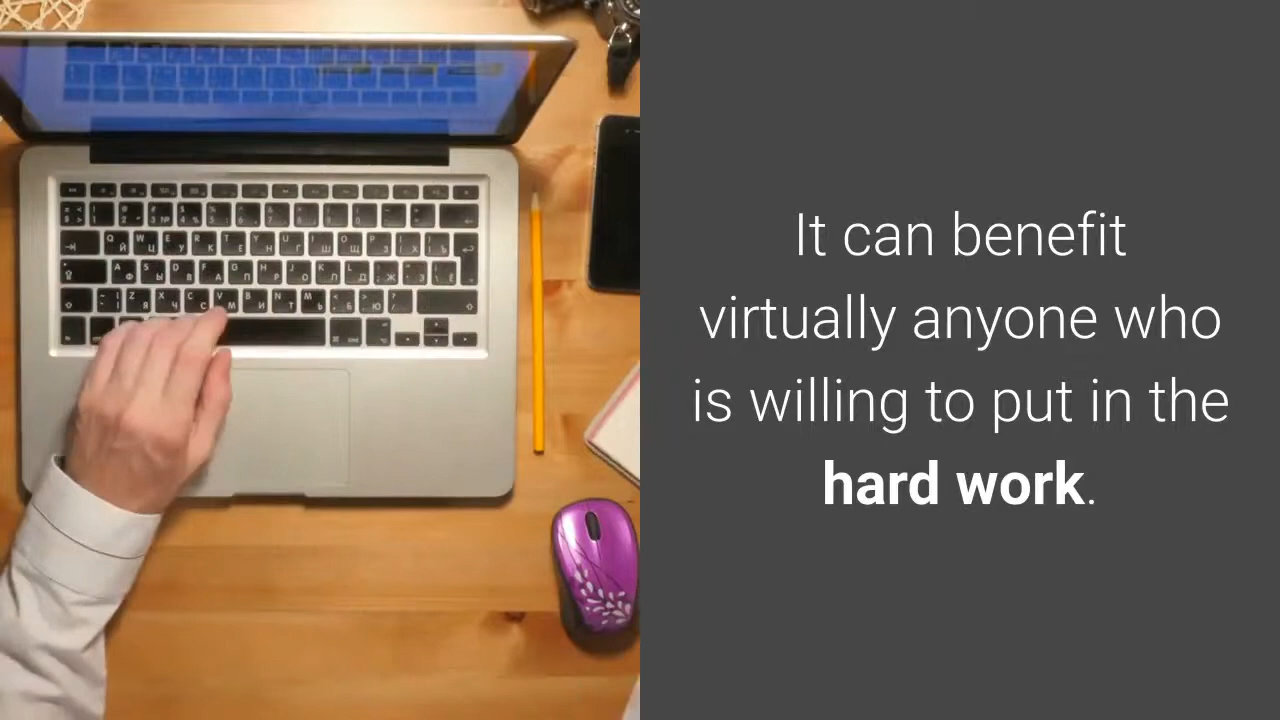 It can benefit
virtually anyone who
is willing to put in the
hard work.